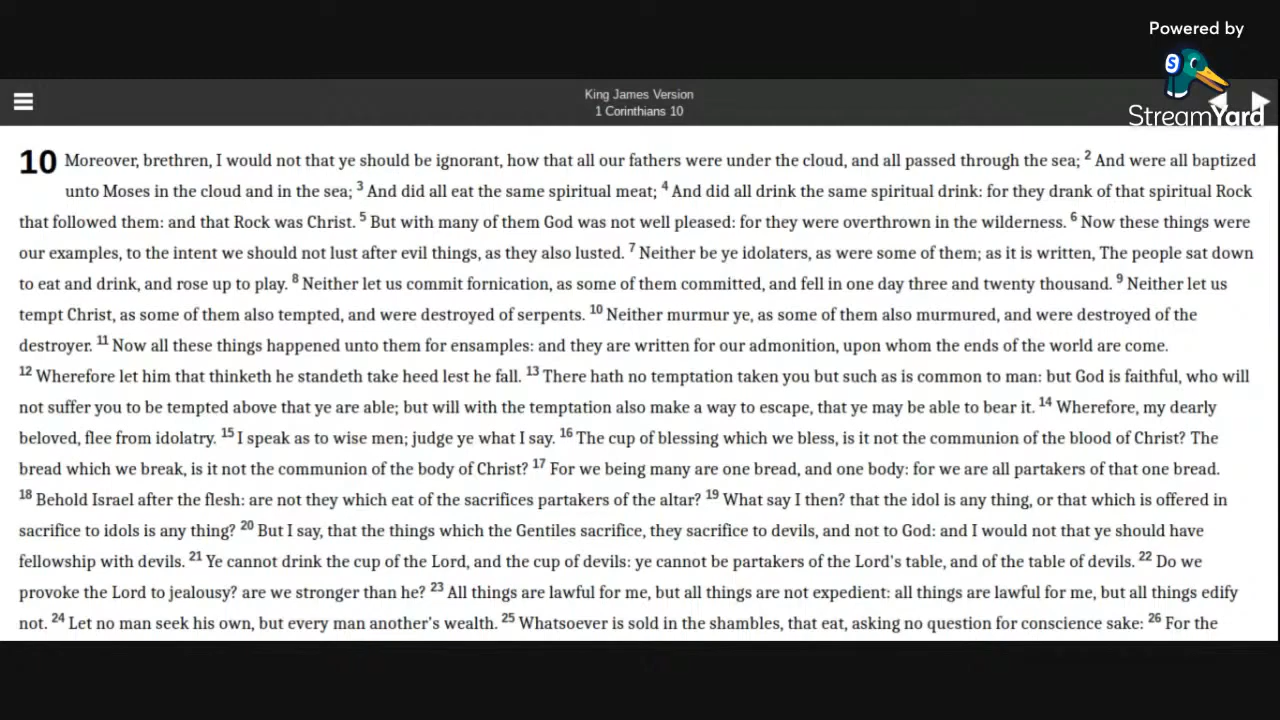 Powered by
StreamYard
King James Version
1 Corinthians 10
10 Moreover, brethren, I would not that ye should be ignorant, how that all our fathers were under the cloud, and all passed through the sea; 2 And were all baptized
unto Moses in the cloud and in the sea; 3 And did all eat the same spiritual meat; 4 And did all drink the same spiritual drink: for they drank of that spiritual Rock
that followed them: and that Rock was Christ. 5 But with many of them God was not well pleased: for they were overthrown in the wilderness. 6 Now these things were
our examples, to the intent we should not lust after evil things, as they also lusted. 7 Neither be ye idolaters, as were some of them; as it is written, The people sat down
to eat and drink, and rose up to play. 8 Neither let us commit fornication, as some of them committed, and fell in one day three and twenty thousand. 9 Neither let us
tempt Christ, as some of them also tempted, and were destroyed of serpents. 10 Neither murmur ye, as some of them also murmured, and were destroyed of the
destroyer. 11 Now all these things happened unto them for ensamples: and they are written for our admonition, upon whom the ends of the world are come.
12 Wherefore let him that thinketh he standeth take heed lest he fall. 13 There hath no temptation taken you but such as is common to man: but God is faithful, who will
not suffer you to be tempted above that ye are able; but will with the temptation also make a way to escape, that ye may be able to bear it. 14 Wherefore, my dearly
beloved, flee from idolatry. 15 I speak as to wise men; judge ye what I say. 16 The cup of blessing which we bless, is it not the communion of the blood of Christ? The
bread which we break, is it not the communion of the body of Christ? 17 For we being many are one bread, and one body: for we are all partakers of that one bread.
18 Behold Israel after the flesh: are not they which eat of the sacrifices partakers of the altar? 19 What say I then? that the idol is any thing, or that which is offered in
sacrifice to idols is any thing? 20 But I say, that the things which the Gentiles sacrifice, they sacrifice to devils, and not to God: and I would not that ye should have
fellowship with devils. 21 Ye cannot drink the cup of the Lord, and the cup of devils: ye cannot be partakers of the Lord's table, and of the table of devils. 22 Do we
provoke the Lord to jealousy? are we stronger than he? 23 All things are lawful for me, but all things are not expedient: all things are lawful for me, but all things edify
not. 24 Let no man seek his own, but every man another's wealth. 25 Whatsoever is sold in the shambles, that eat, asking no question for conscience sake: 26 For the